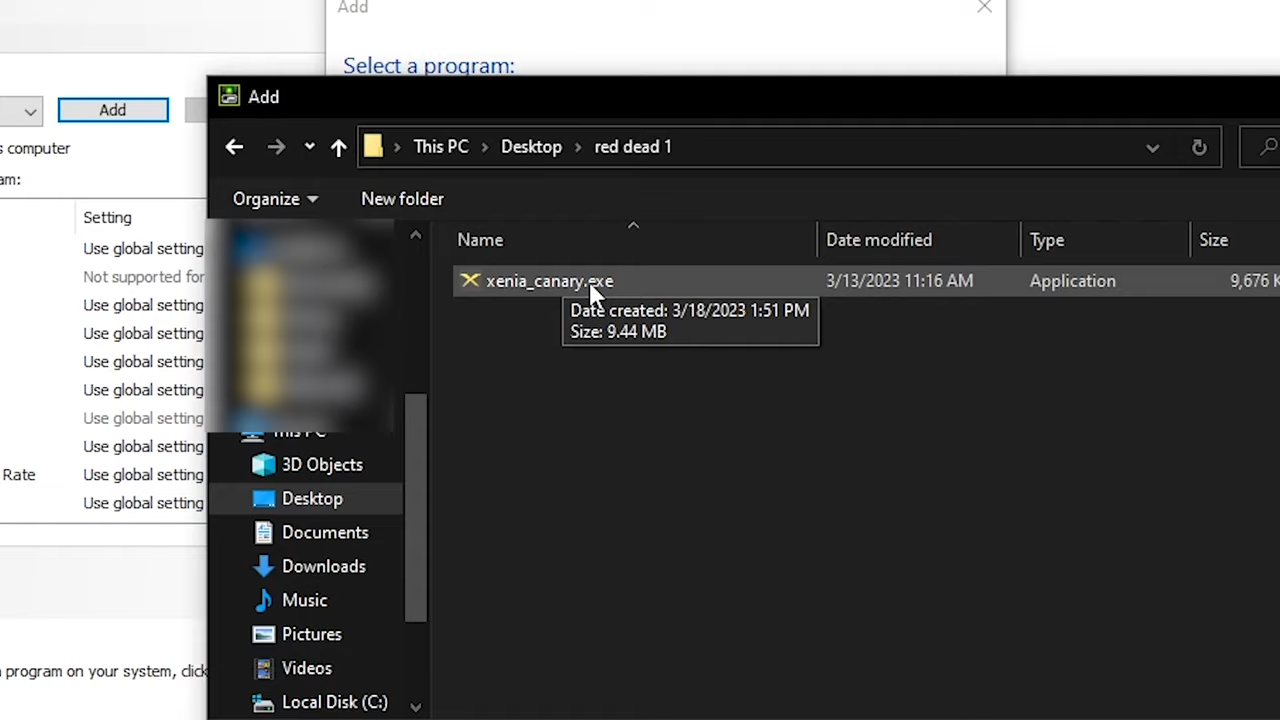 Add
Select a program:
Add
Add
This PC
Desktop
red dead 1
s computer
am:
Organize
New folder
Setting
Name
Date modified
Type
Size
Use global setting
Not supported for
xenia_canary.exe
3/13/2023 11:16 AM
Application
9,676 K
Date created: 3/18/2023 1:51 PM
Size: 9.44 MB
Use global setting
Use global setting
Use global setting
Use global setting
Use global setting
Use global setting
Rate
Use global setting
Use global setting
This PC
3D Objects
Desktop
Documents
Downloads
Music
Pictures
Videos
Local Disk (C:)
program on your system, click